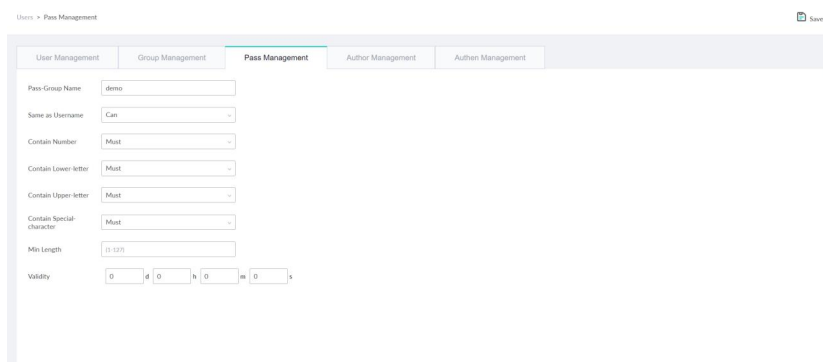 Users > Pass Management
Save
User Management Group Management Pass Management Author Management Authen Management
Pass-Group Name demo
Same as Username Can
Contain Number Must
Contain Lower-letter Must
Contain Upper-letter Must
Contain Special-
character Must
Min Length (1-127)
Validity 0 d 0 h 0 m 0 s